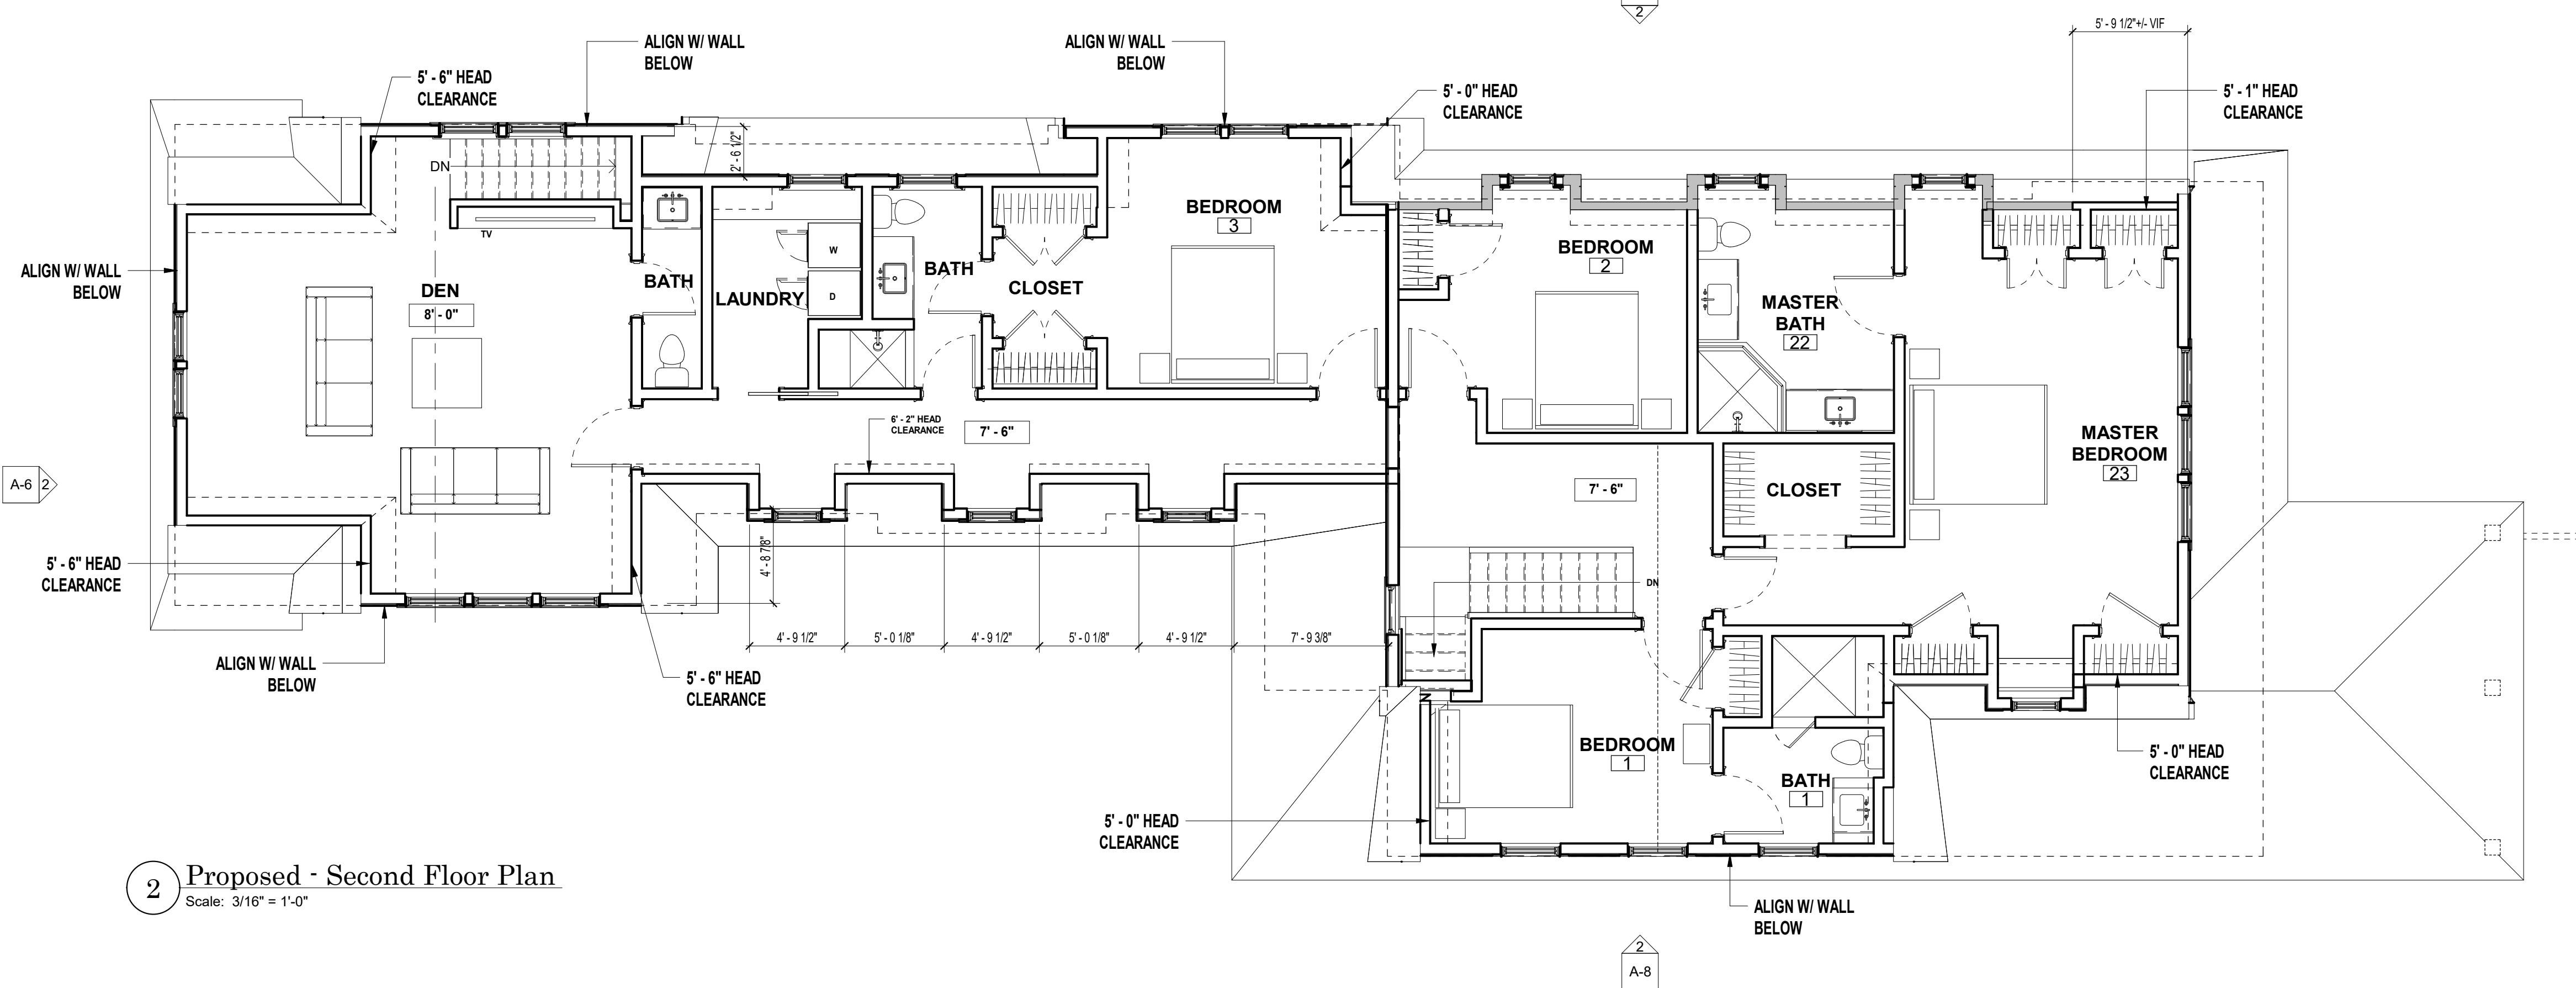 2
5' - 9 1/2"+/- VIF
ALIGN W/ WALL
BELOW
ALIGN W/ WALL
BELOW
5' - 6" HEAD
CLEARANCE
5' - 0" HEAD
CLEARANCE
5' - 1" HEAD
CLEARANCE
DN
2' - 6 1/2"
TV
BEDROOM
3
BEDROOM
2
W
D
ALIGN W/ WALL
BELOW
DEN
8' - 0"
BATH
LAUNDRY
BATH
CLOSET
MASTER
BATH
22
6' - 2" HEAD
CLEARANCE
7' - 6"
MASTER
BEDROOM
23
A-6
2
7' - 6"
CLOSET
4' - 8 7/8"
5' - 6" HEAD
CLEARANCE
DN
4' - 9 1/2"
5' - 0 1/8"
4' - 9 1/2"
5' - 0 1/8"
4' - 9 1/2"
7' - 9 3/8"
ALIGN W/ WALL
BELOW
5' - 6" HEAD
CLEARANCE
BEDROOM
1
BATH
1
5' - 0" HEAD
CLEARANCE
5' - 0" HEAD
CLEARANCE
2
Proposed - Second Floor Plan
Scale: 3/16" = 1'-0"
ALIGN W/ WALL
BELOW
2
A-8